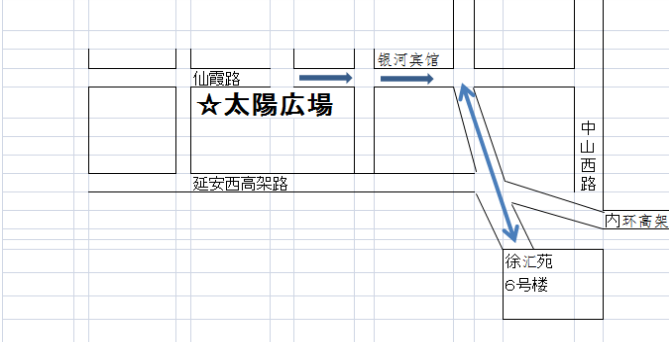 银河宾馆
仙霞路
☆太陽広場
中山西路
延安西高架路
内环高架
徐汇苑
6号楼